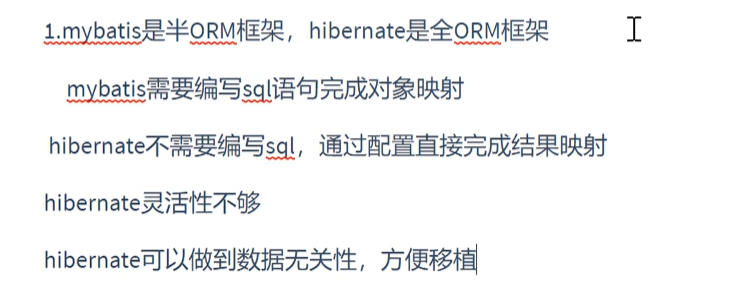 1.mybatis是半ORM框架，hibernate是全ORM框架
mybatis需要编写sql语句完成对象映射
hibernate不需要编写sql，通过配置直接完成结果映射
hibernate灵活性不够
hibernate可以做到数据无关性，方便移植